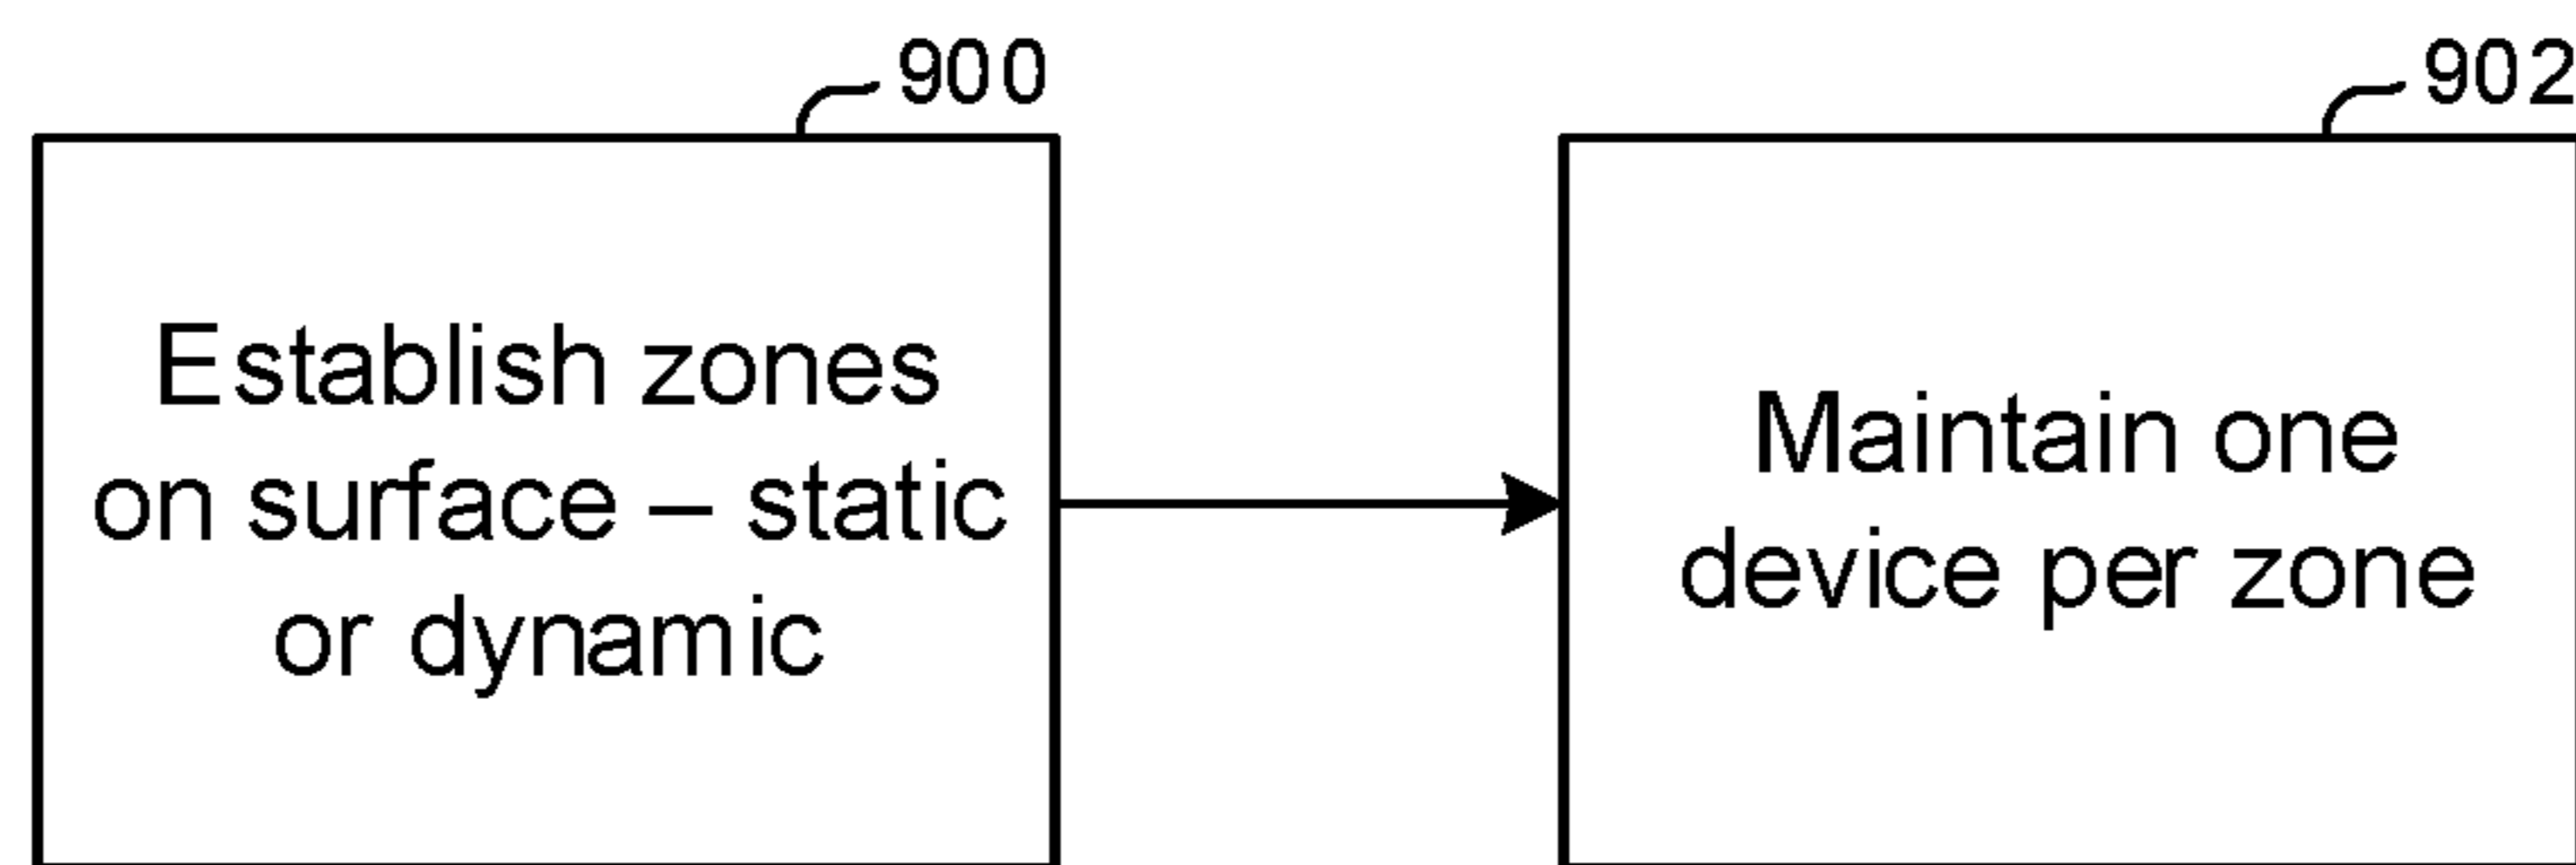 900
Establish zones
on surface – static
or dynamic
902
Maintain one
device per zone